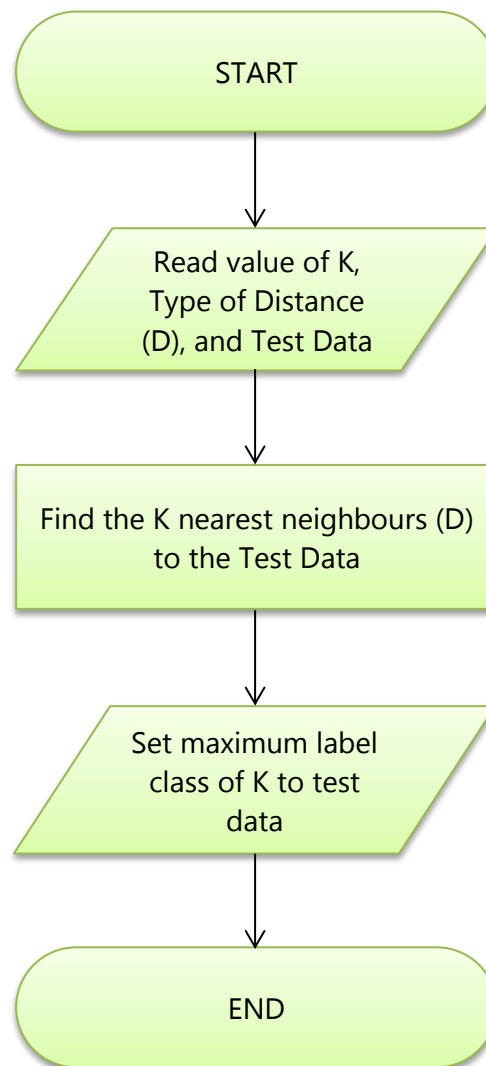 START
Read value of K,
Type of Distance
(D), and Test Data
Find the K nearest neighbours (D)
to the Test Data
Set maximum label
class of K to test
data
END